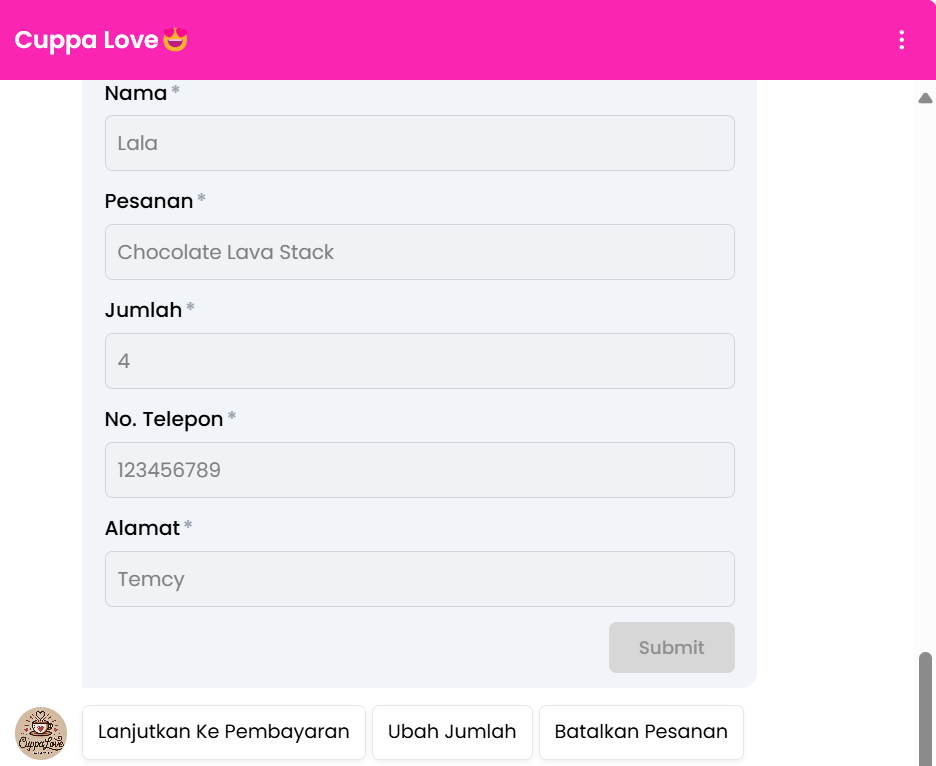 Cuppa Love😍
Nama *
Lala
Pesanan *
Chocolate Lava Stack
Jumlah *
4
No. Telepon *
123456789
Alamat *
Temcy
Submit
CuppaLove
Lanjutkan Ke Pembayaran
Ubah Jumlah
Batalkan Pesanan